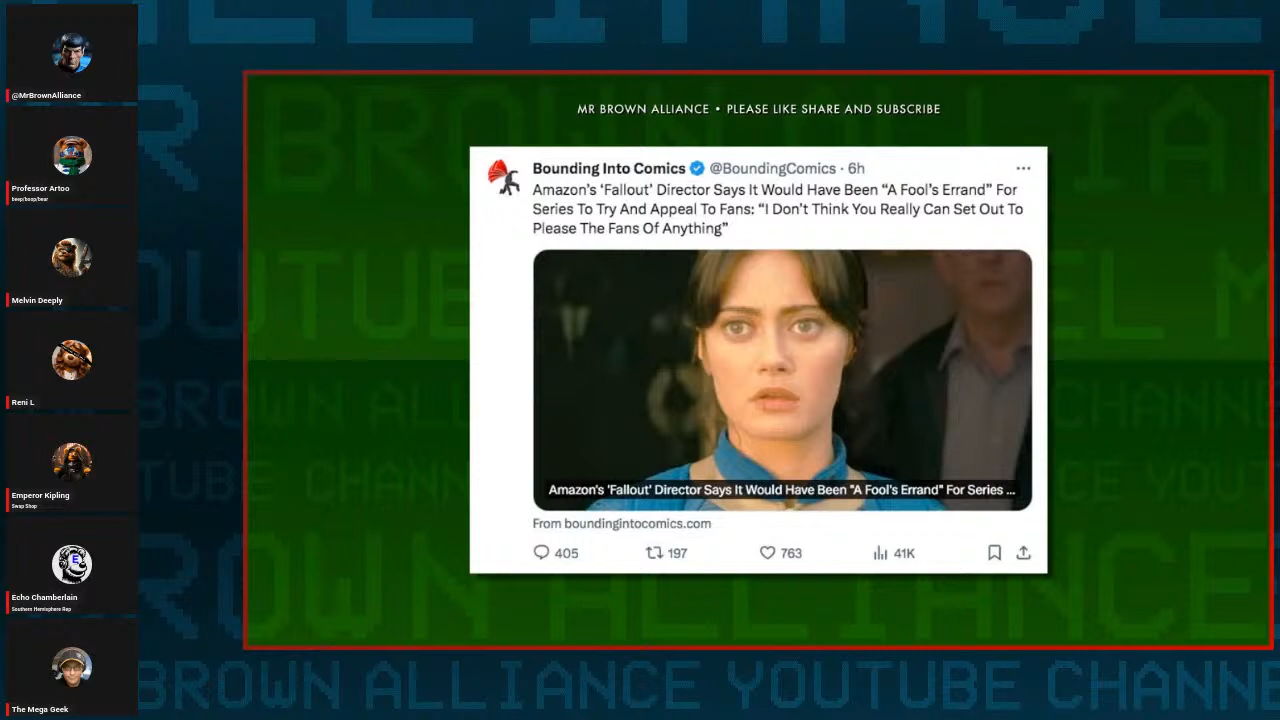 @MrBrownAlliance
Professor Artoo
beep/boop/bear
Melvin Deeply
Reni L
Emperor Kipling
Swap Shop
Echo Chamberlain
Southern Hemisphere Rep
The Mega Geek
MR BROWN ALLIANCE • PLEASE LIKE SHARE AND SUBSCRIBE
Bounding Into Comics @BoundingComics · 6h
Amazon's 'Fallout' Director Says It Would Have Been “A Fool's Errand” For
Series To Try And Appeal To Fans: “I Don't Think You Really Can Set Out To
Please The Fans Of Anything”
Amazon's 'Fallout' Director Says It Would Have Been "A Fool's Errand" For Series ...
From boundingintocomics.com
405 197 763 41K
BROWN ALLIANCE YOUTUBE CHANNE